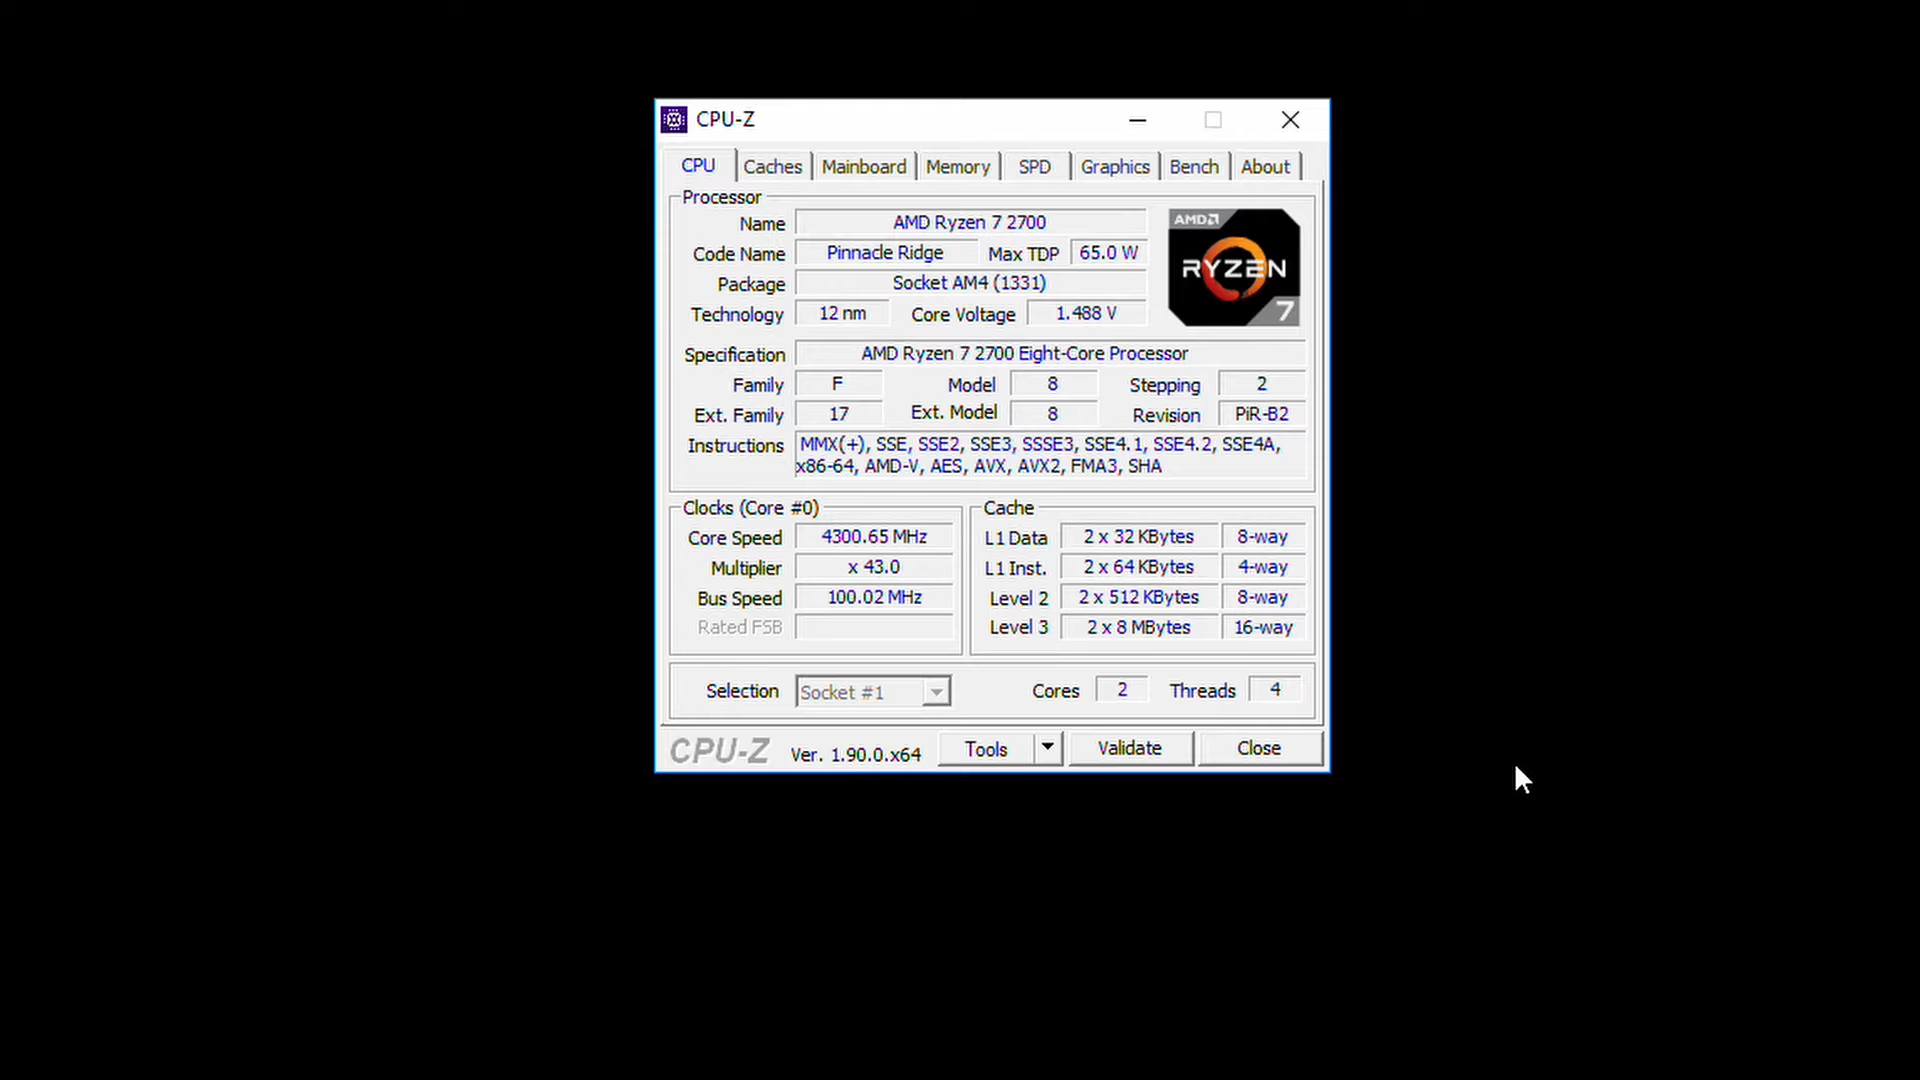 CPU-Z
CPU Caches Mainboard Memory SPD Graphics Bench About
Processor
Name AMD Ryzen 7 2700
Code Name Pinnacle Ridge Max TDP 65.0 W
Package Socket AM4 (1331)
Technology 12 nm Core Voltage 1.488 V
AMD RYZEN 7
Specification AMD Ryzen 7 2700 Eight-Core Processor
Family F Model 8 Stepping 2
Ext. Family 17 Ext. Model 8 Revision PiR-B2
Instructions MMX(+), SSE, SSE2, SSE3, SSSE3, SSE4.1, SSE4.2, SSE4A,
x86-64, AMD-V, AES, AVX, AVX2, FMA3, SHA
Clocks (Core #0)
Core Speed 4300.65 MHz
Multiplier x 43.0
Bus Speed 100.02 MHz
Rated FSB
Cache
L1 Data 2 x 32 KBytes 8-way
L1 Inst. 2 x 64 KBytes 4-way
Level 2 2 x 512 KBytes 8-way
Level 3 2 x 8 MBytes 16-way
Selection Socket #1 Cores 2 Threads 4
CPU-Z Ver. 1.90.0.x64 Tools Validate Close